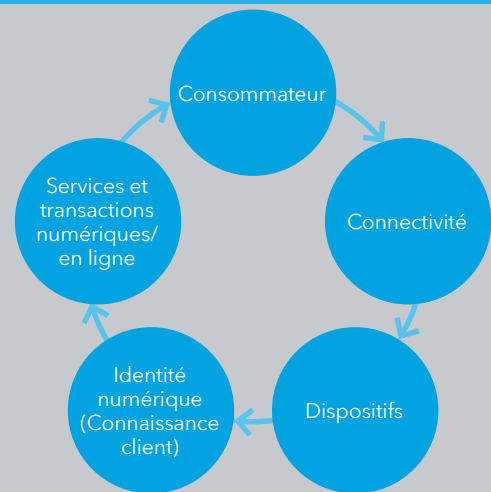 Consommateur
Connectivité
Dispositifs
Identité
numérique
(Connaissance
client)
Services et
transactions
numériques/
en ligne